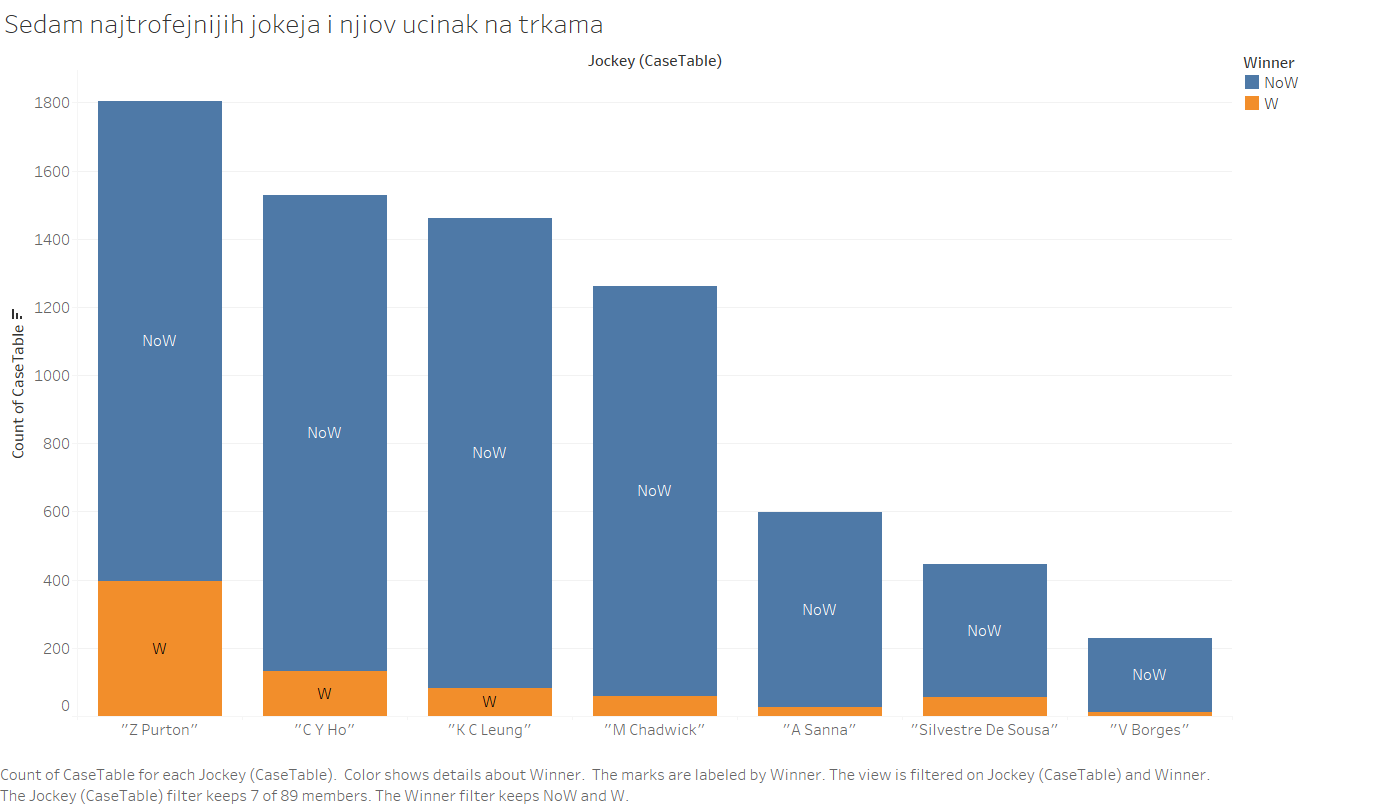 Sedam najtrofejnijih jokeja i njiov ucinak na trkama
Jockey (CaseTable)
Winner
NoW
W
Count of CaseTable
1800
1600
1400
1200
1000
800
600
400
200
0
NoW
NoW
NoW
NoW
NoW
NoW
NoW
W
W
W
"Z Purton"
"C Y Ho"
"K C Leung"
"M Chadwick"
"A Sanna"
"Silvestre De Sousa"
"V Borges"
Count of CaseTable for each Jockey (CaseTable). Color shows details about Winner. The marks are labeled by Winner. The view is filtered on Jockey (CaseTable) and Winner.
The Jockey (CaseTable) filter keeps 7 of 89 members. The Winner filter keeps NoW and W.